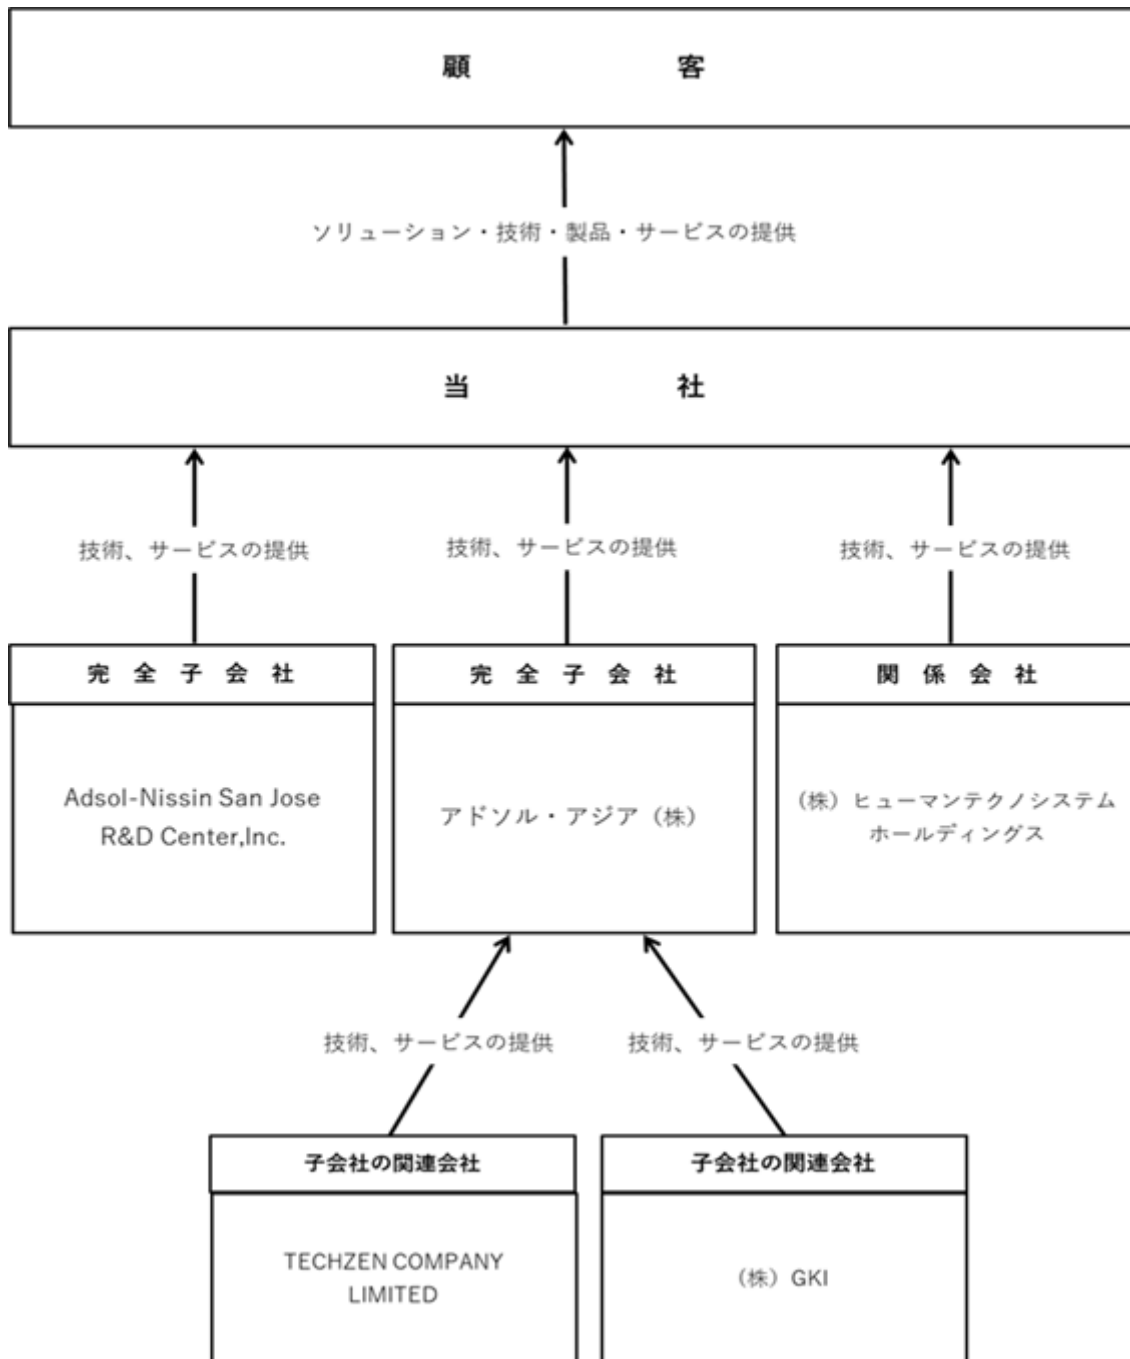 顧客
ソリューション・技術・製品・サービスの提供
当社
技術、サービスの提供
技術、サービスの提供
技術、サービスの提供
完全子会社
完全子会社
関係会社
Adsol-Nissin San Jose
R&D Center,Inc.
アドソル・アジア（株）
（株）ヒューマンテクノシステム
ホールディングス
技術、サービスの提供
技術、サービスの提供
子会社の関連会社
子会社の関連会社
TECHZEN COMPANY
LIMITED
（株）GKI